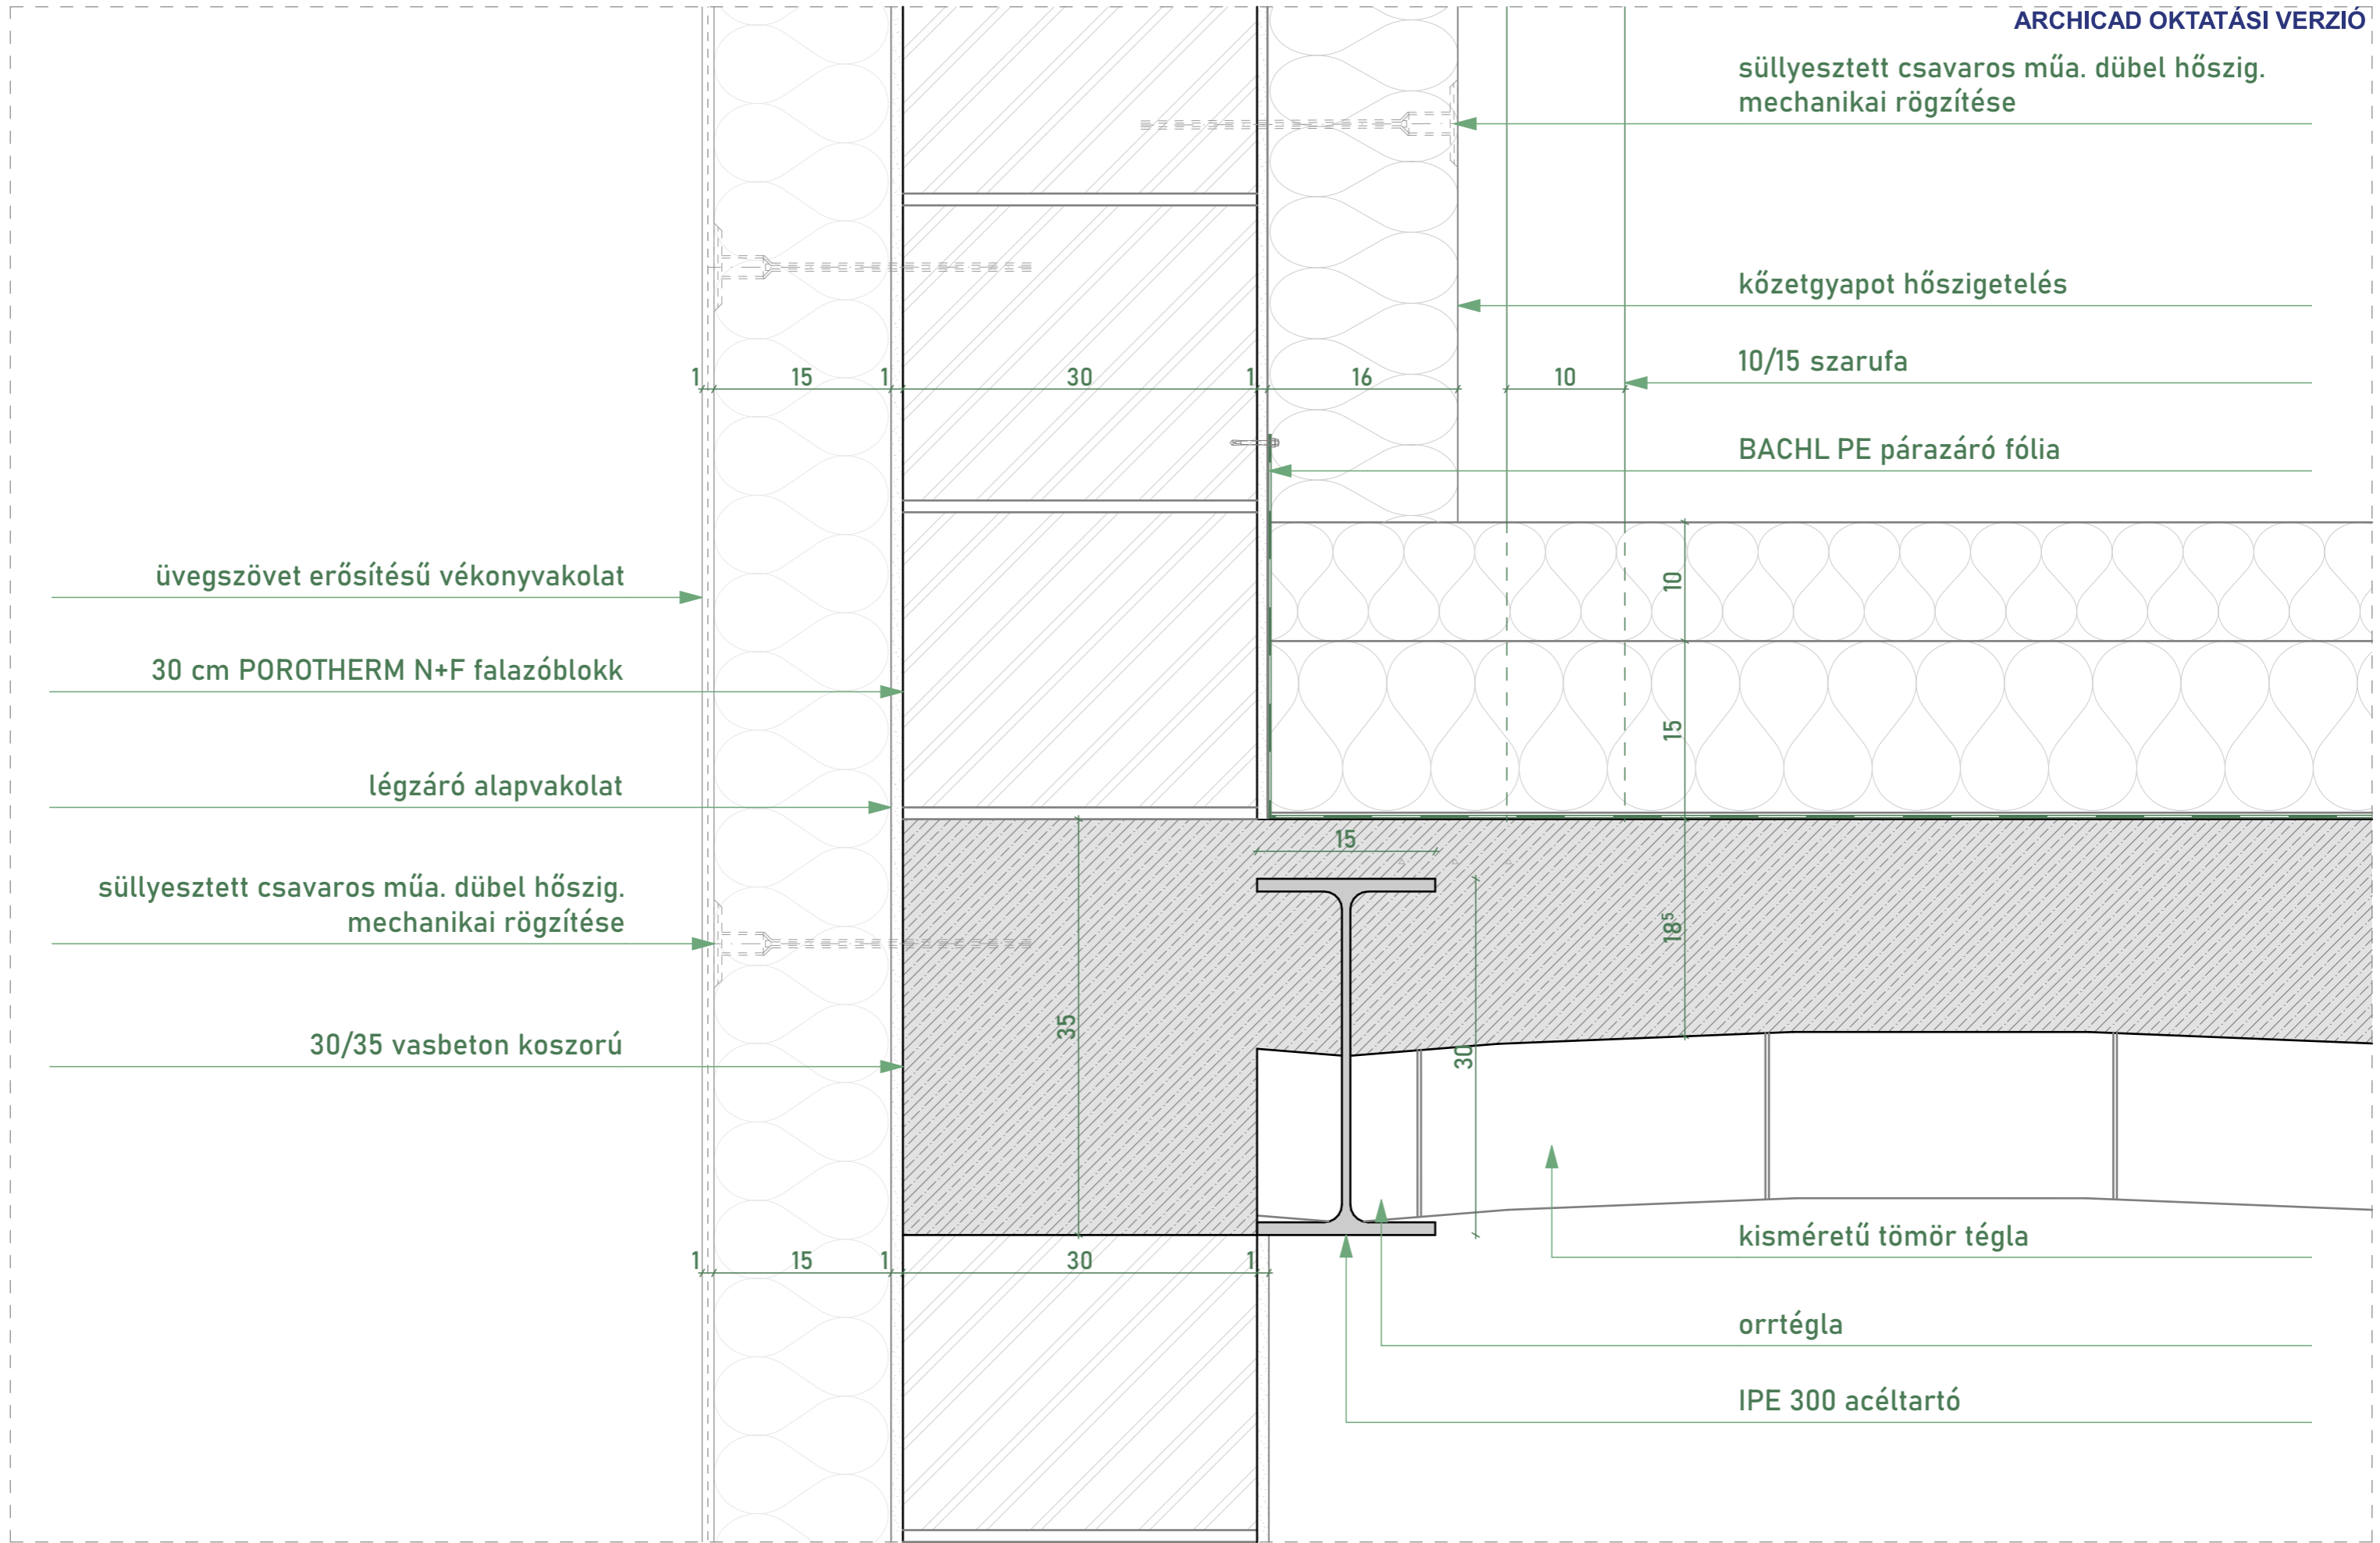 ARCHICAD OKTATÁSI VERZIÓ
süllyesztett csavaros műa. dübel hőszig.
mechanikai rögzítése
kőzetgyapot hőszigetelés
10/15 szarufa
1 15 1 30 1 16 10
BACHL PE párazáró fólia
üvegszövet erősítésű vékonyvakolat
10
30 cm POROTHERM N+F falazóblokk
15
légzáró alapvakolat
15
süllyesztett csavaros műa. dübel hőszig.
mechanikai rögzítése
18⁵
35
30
30/35 vasbeton koszorú
kisméretű tömör tégla
1 15 1 30 1
orrtégla
IPE 300 acéltartó